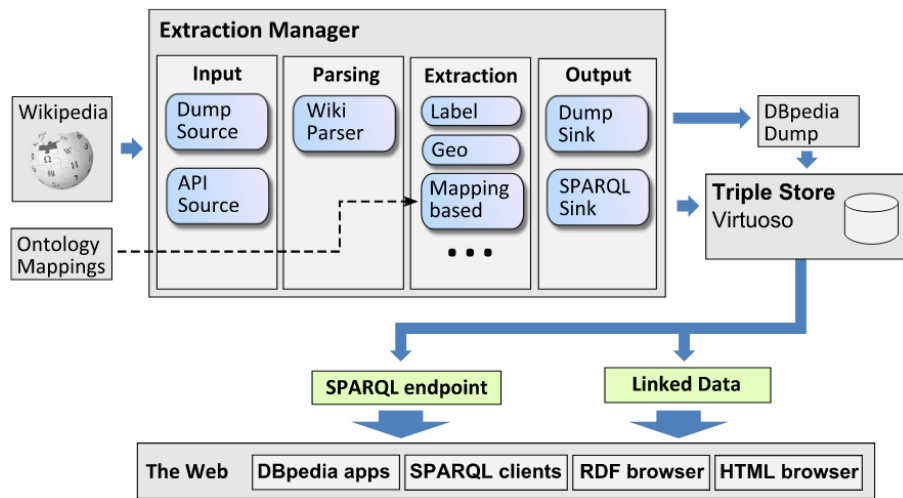 Extraction Manager
Input
Parsing
Extraction
Output
Wikipedia
Ω
W
И
Dump
Source
API
Source
Wiki
Parser
Label
Geo
Mapping
based
...
Dump
Sink
SPARQL
Sink
DBpedia
Dump
Triple Store
Virtuoso
Ontology
Mappings
SPARQL endpoint
Linked Data
The Web
DBpedia apps
SPARQL clients
RDF browser
HTML browser